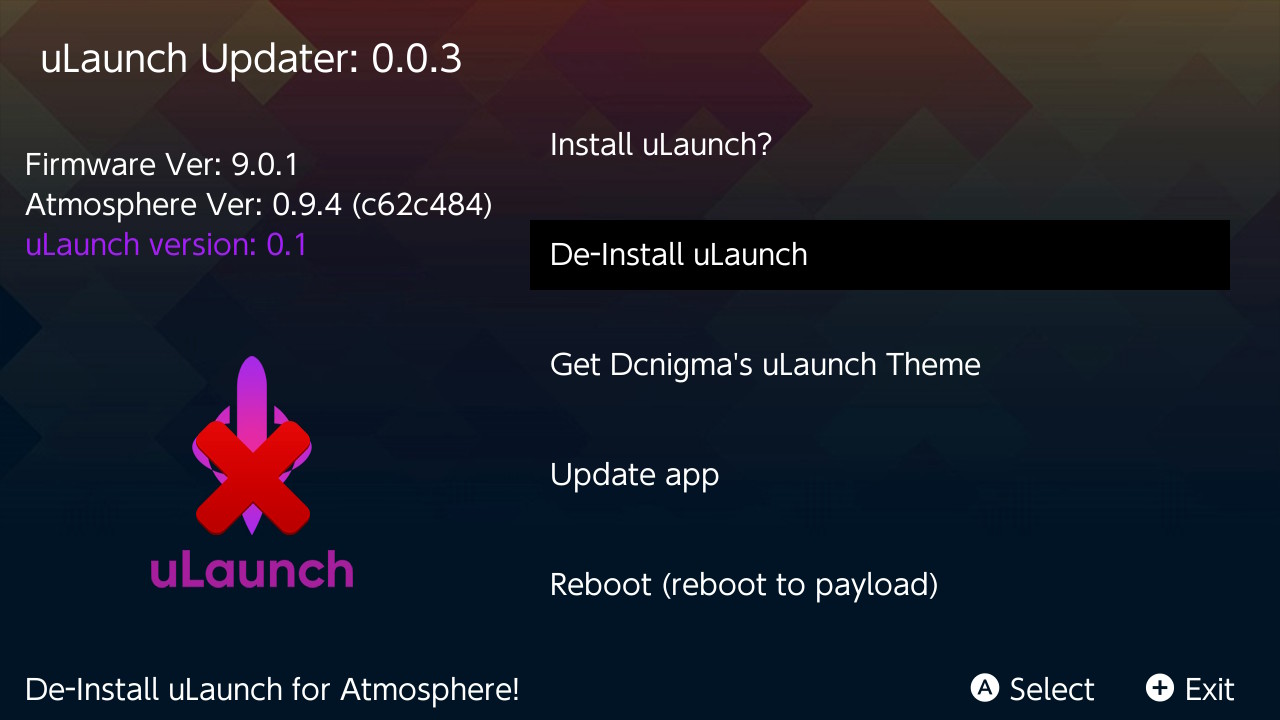 uLaunch Updater: 0.0.3
Firmware Ver: 9.0.1
Atmosphere Ver: 0.9.4 (c62c484)
uLaunch version: 0.1
uLaunch
Install uLaunch?
De-Install uLaunch
Get Dcnigma's uLaunch Theme
Update app
Reboot (reboot to payload)
De-Install uLaunch for Atmosphere!
A Select + Exit